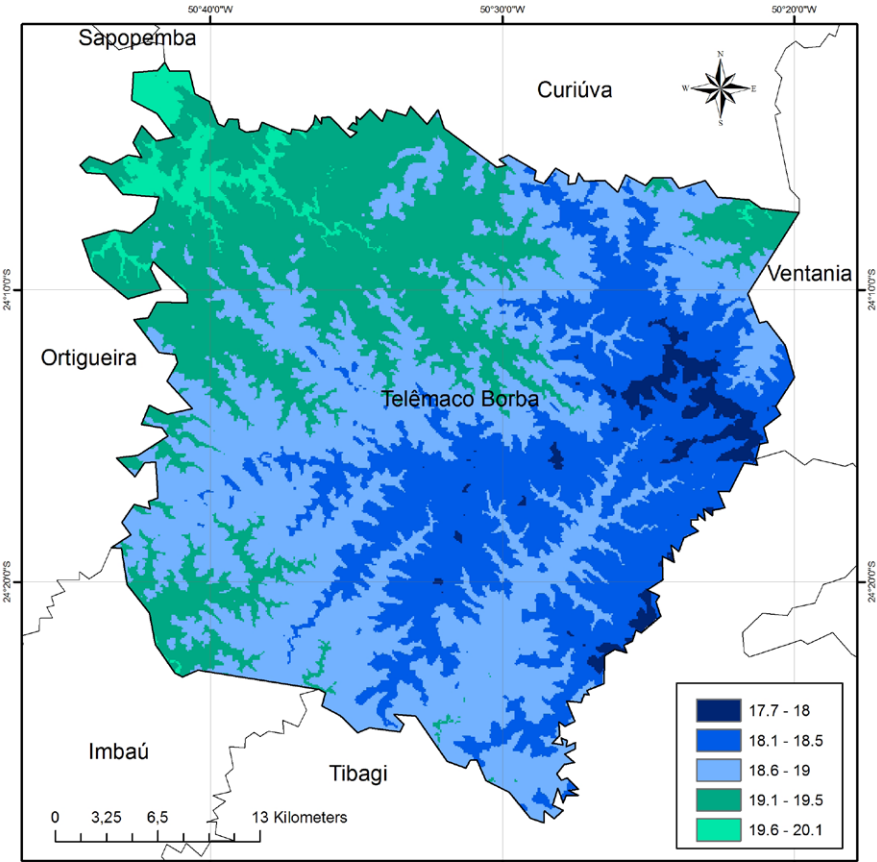 50°40'0"W 50°30'0"W 50°20'0"W
Sapopemba
N
W E
S
Curiúva
Ventania
24°10'0"S 24°10'0"S
Ortigueira
Telêmaco Borba
24°20'0"S 24°20'0"S
17.7 - 18
18.1 - 18.5
18.6 - 19
19.1 - 19.5
19.6 - 20.1
Imbaú
Tibagi
0 3,25 6,5 13 Kilometers